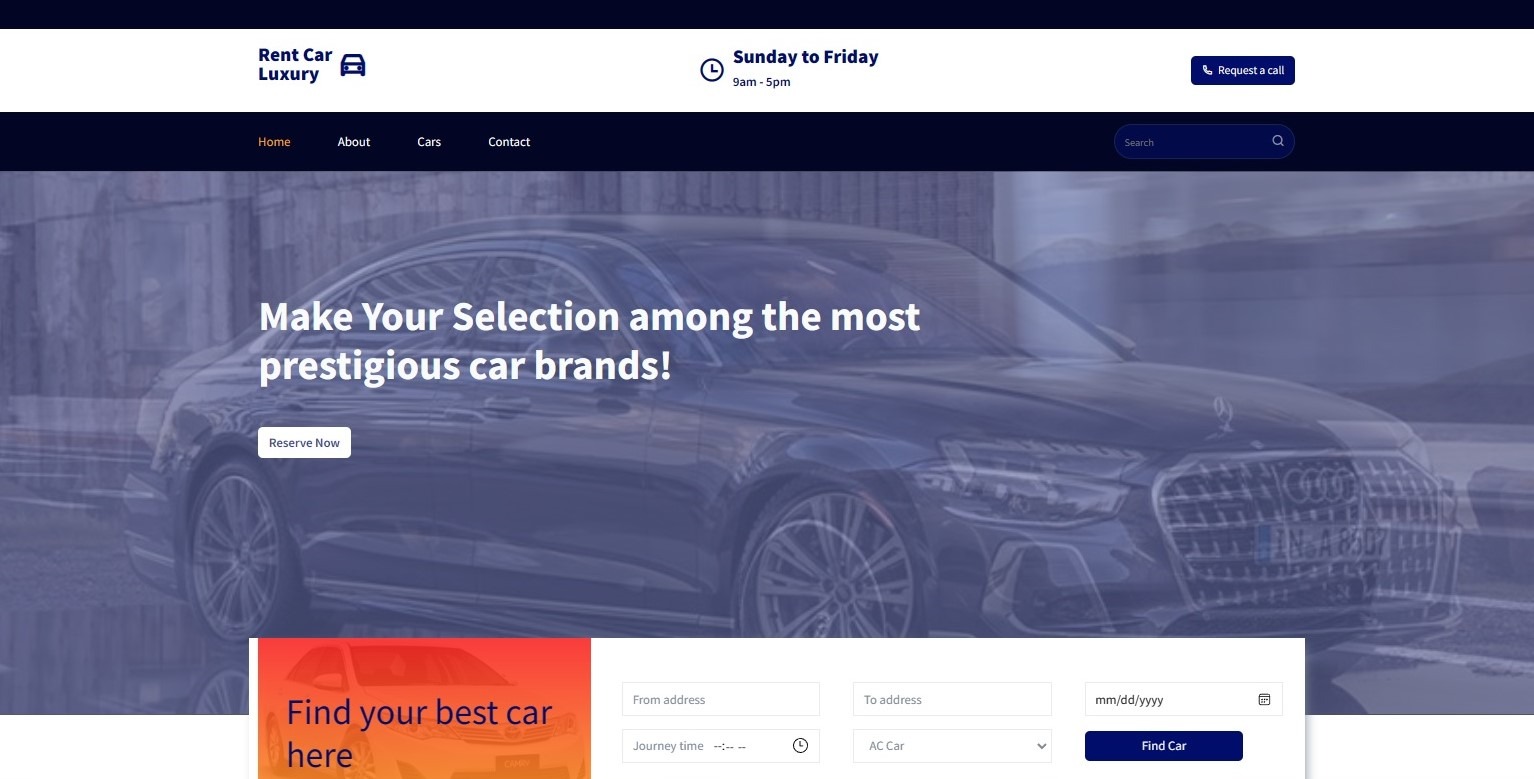 Rent Car
Luxury
Sunday to Friday
9am - 5pm
Request a call
Home
About
Cars
Contact
Search
Make Your Selection among the most
prestigious car brands!
Reserve Now
Find your best car
here
From address
To address
mm/dd/yyyy
Journey time --:-- --
AC Car
Find Car